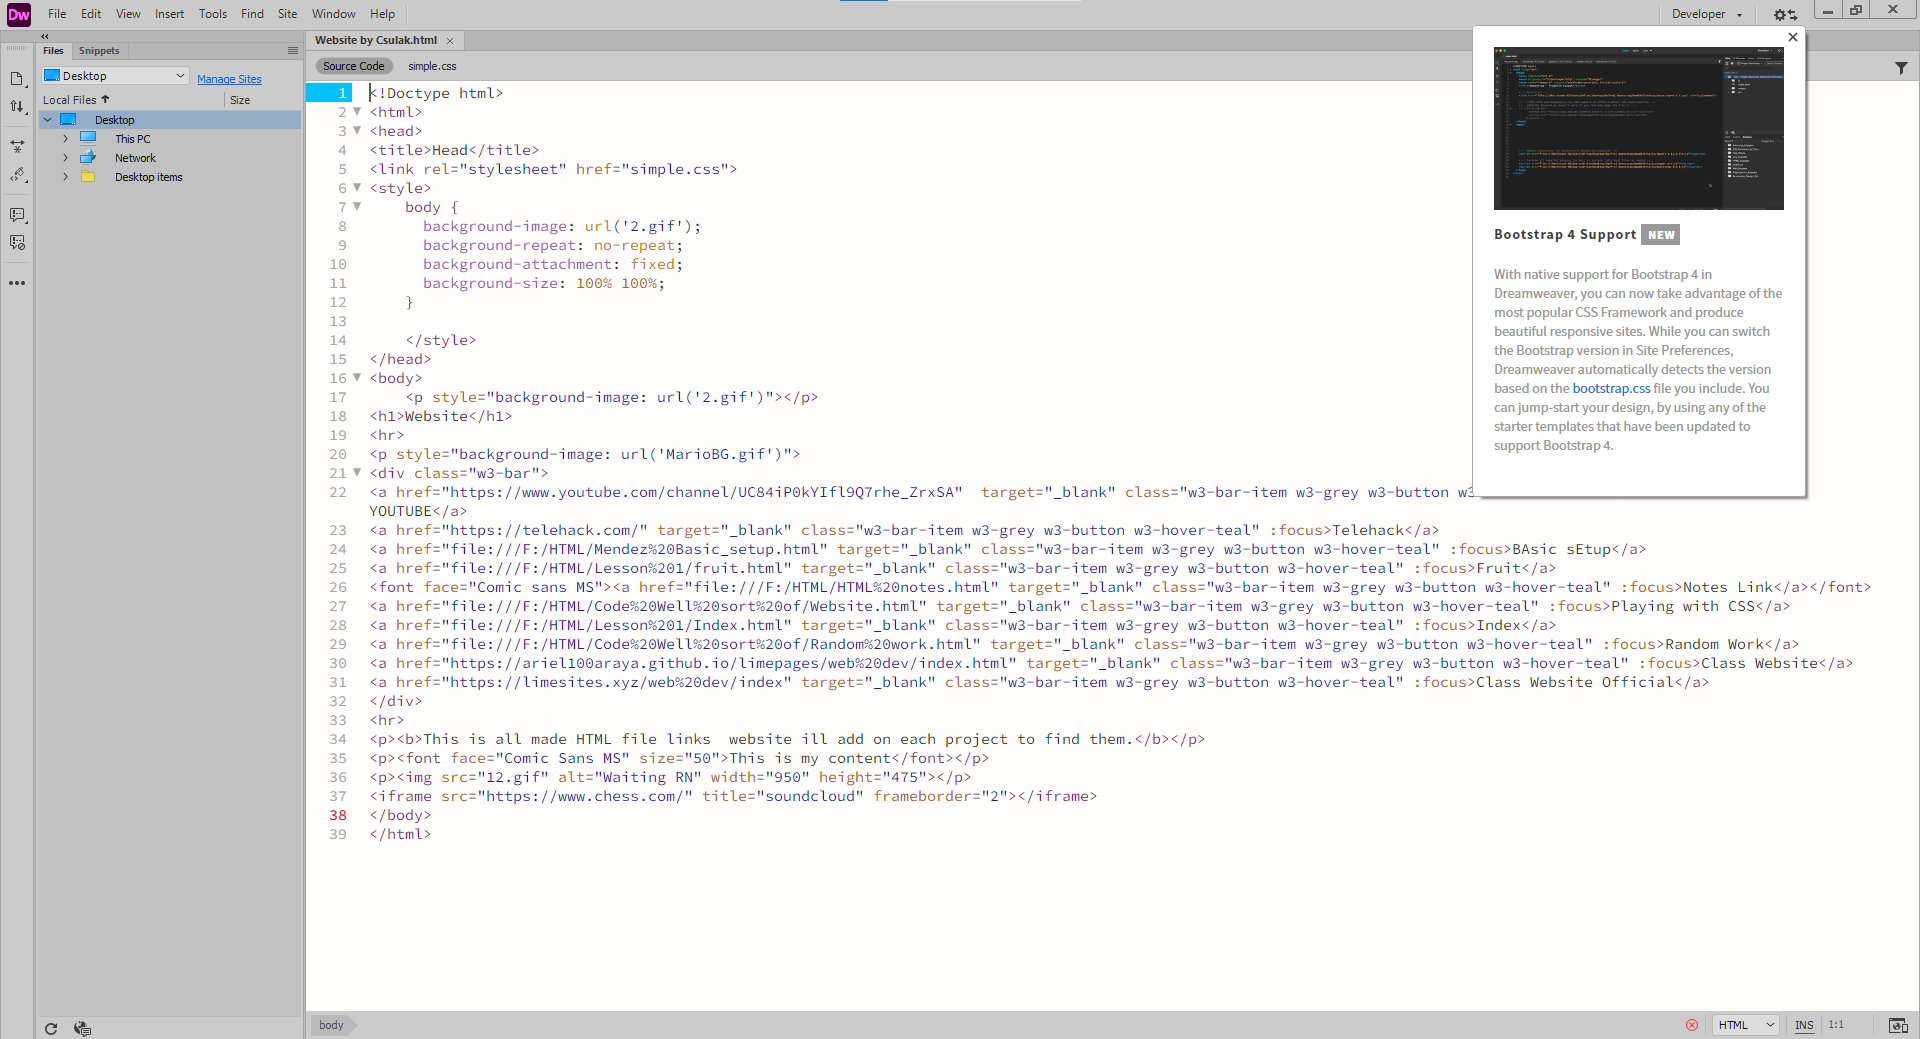 Dw File Edit View Insert Tools Find Site Window Help Developer
Files Snippets
Website by Csulak.html
Desktop Manage Sites
Source Code simple.css
Local Files Size
Desktop
This PC
Network
Desktop items
1 <!Doctype html>
2 <html>
3 <head>
4 <title>Head</title>
5 <link rel="stylesheet" href="simple.css">
6 <style>
7 body {
8 background-image: url('2.gif');
9 background-repeat: no-repeat;
10 background-attachment: fixed;
11 background-size: 100% 100%;
12 }
13
14 </style>
15 </head>
16 <body>
17 <p style="background-image: url('2.gif')"></p>
18 <h1>Website</h1>
19 <hr>
20 <p style="background-image: url('MarioBG.gif')">
21 <div class="w3-bar">
22 <a href="https://www.youtube.com/channel/UC84iP0kYIfl9Q7rhe_ZrxSA"  target="_blank" class="w3-bar-item w3-grey w3-button
YOUTUBE</a>
23 <a href="https://telehack.com/" target="_blank" class="w3-bar-item w3-grey w3-button w3-hover-teal" :focus>Telehack</a>
24 <a href="file:///F:/HTML/Mendez%20Basic_setup.html" target="_blank" class="w3-bar-item w3-grey w3-button w3-hover-teal" :focus>BAsic sEtup</a>
25 <a href="file:///F:/HTML/Lesson%201/fruit.html" target="_blank" class="w3-bar-item w3-grey w3-button w3-hover-teal" :focus>Fruit</a>
26 <font face="Comic sans MS"><a href="file:///F:/HTML/HTML%20notes.html" target="_blank" class="w3-bar-item w3-grey w3-button w3-hover-teal" :focus>Notes Link</a></font>
27 <a href="file:///F:/HTML/Code%20Well%20sort%20of/Website.html" target="_blank" class="w3-bar-item w3-grey w3-button w3-hover-teal" :focus>Playing with CSS</a>
28 <a href="file:///F:/HTML/Lesson%201/Index.html" target="_blank" class="w3-bar-item w3-grey w3-button w3-hover-teal" :focus>Index</a>
29 <a href="file:///F:/HTML/Code%20Well%20sort%20of/Random%20work.html" target="_blank" class="w3-bar-item w3-grey w3-button w3-hover-teal" :focus>Random Work</a>
30 <a href="https://ariel100araya.github.io/limepages/web%20dev/index.html" target="_blank" class="w3-bar-item w3-grey w3-button w3-hover-teal" :focus>Class Website</a>
31 <a href="https://limesites.xyz/web%20dev/index" target="_blank" class="w3-bar-item w3-grey w3-button w3-hover-teal" :focus>Class Website Official</a>
32 </div>
33 <hr>
34 <p><b>This is all made HTML file links  website ill add on each project to find them.</b></p>
35 <p><font face="Comic Sans MS" size="50">This is my content</font></p>
36 <p><img src="12.gif" alt="Waiting RN" width="950" height="475"></p>
37 <iframe src="https://www.chess.com/" title="soundcloud" frameborder="2"></iframe>
38 </body>
39 </html>
Bootstrap 4 Support NEW
With native support for Bootstrap 4 in
Dreamweaver, you can now take advantage of the
most popular CSS Framework and produce
beautiful responsive sites. While you can switch
the Bootstrap version in Site Preferences,
Dreamweaver automatically detects the version
based on the bootstrap.css file you include. You
can jump-start your design, by using any of the
starter templates that have been updated to
support Bootstrap 4.
body HTML INS 1:1